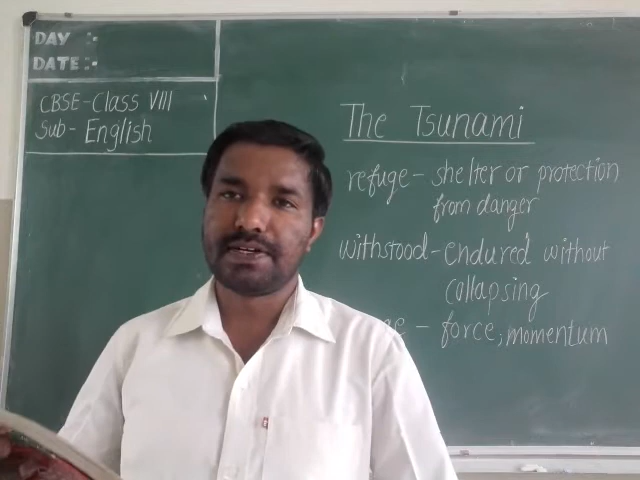 DAY :-
DATE :-
CBSE - Class VIII
Sub - English
The Tsunami
refuge - shelter or protection
from danger
withstood - endured without
collapsing
- force, momentum